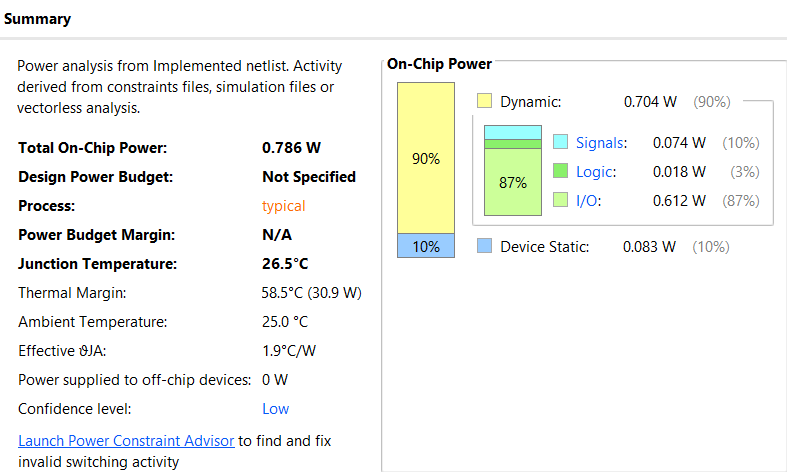 Summary
Power analysis from Implemented netlist. Activity
derived from constraints files, simulation files or
vectorless analysis.
Total On-Chip Power: 0.786 W
Design Power Budget: Not Specified
Process: typical
Power Budget Margin: N/A
Junction Temperature: 26.5°C
Thermal Margin: 58.5°C (30.9 W)
Ambient Temperature: 25.0 °C
Effective ϑJA: 1.9°C/W
Power supplied to off-chip devices: 0 W
Confidence level: Low
Launch Power Constraint Advisor to find and fix
invalid switching activity
On-Chip Power
90%
10%
Dynamic: 0.704 W (90%)
87%
Signals: 0.074 W (10%)
Logic: 0.018 W (3%)
I/O: 0.612 W (87%)
Device Static: 0.083 W (10%)